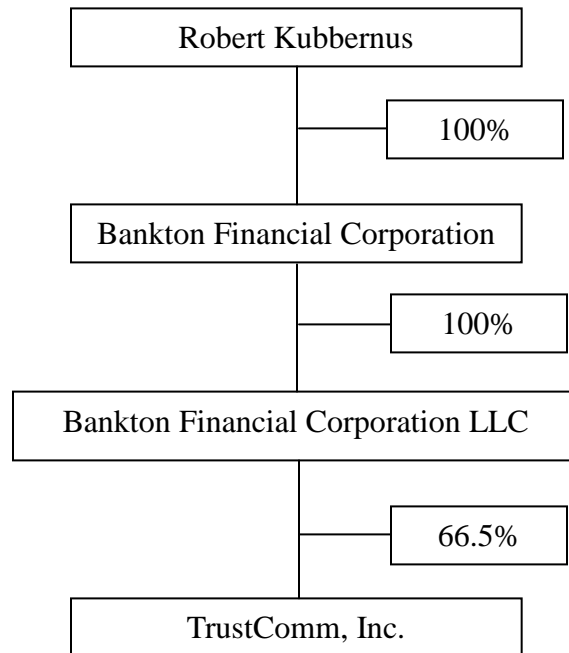 Robert Kubbernus
100%
Bankton Financial Corporation
100%
Bankton Financial Corporation LLC
66.5%
TrustComm, Inc.